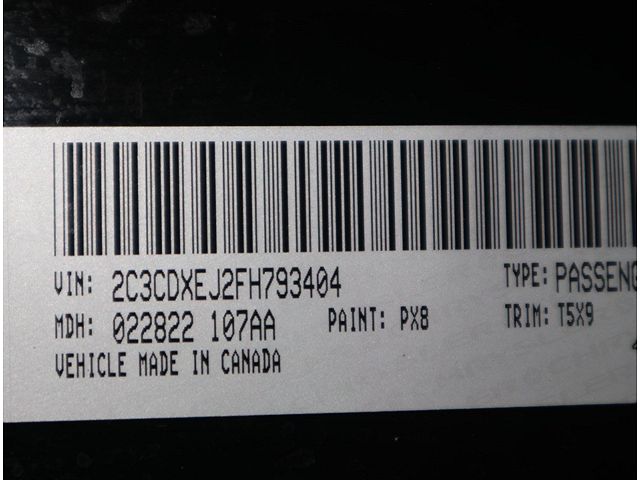 VIN: 2C3CDXEJ2FH793404 TYPE: PASSENG
MDH: 022822 107AA PAINT: PX8 TRIM: T5X9
VEHICLE MADE IN CANADA